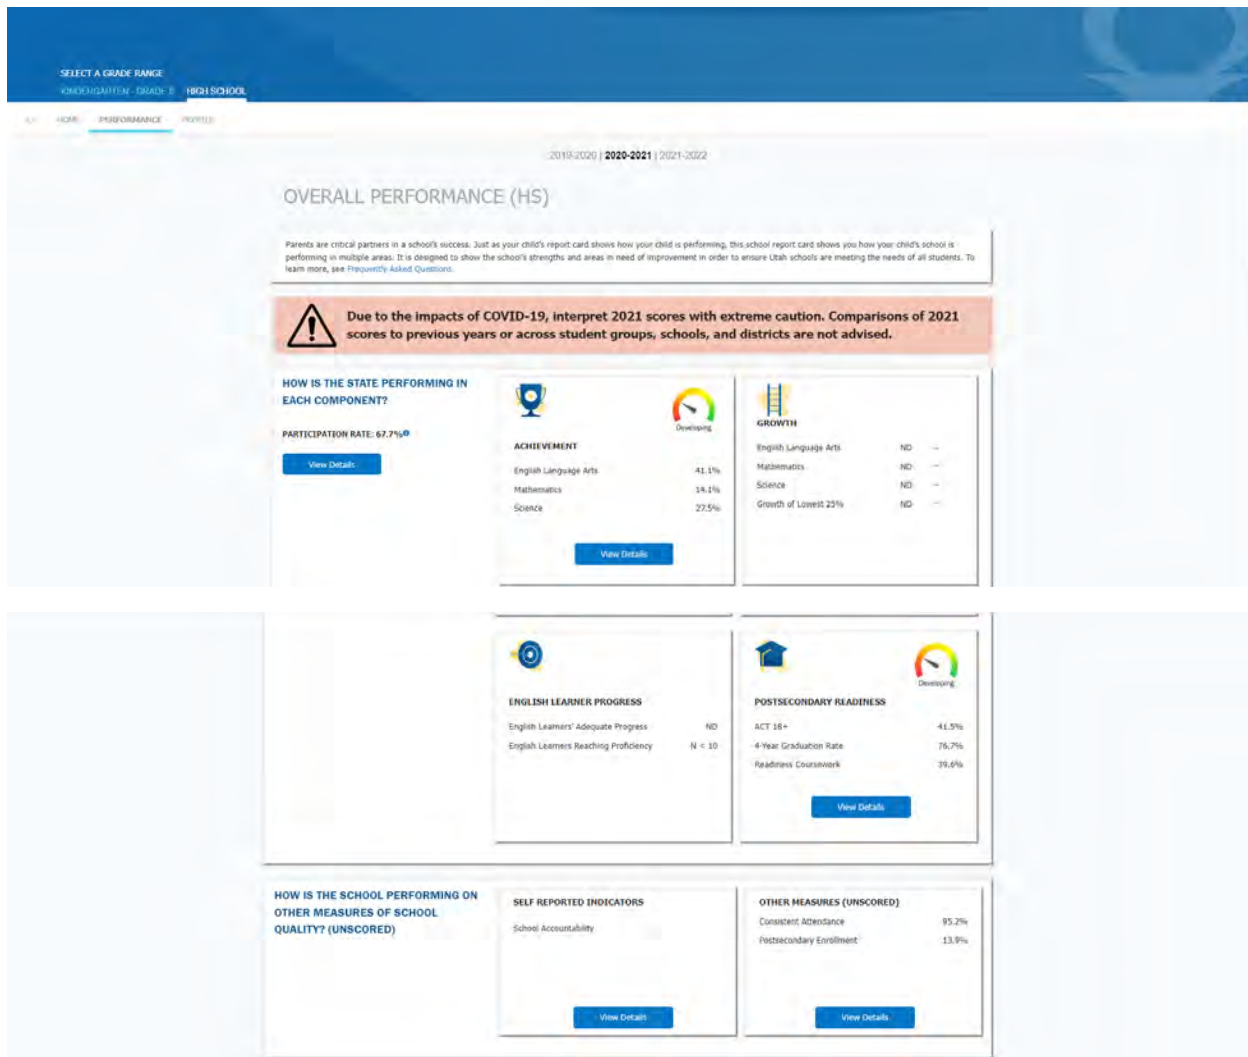 SELECT A GRADE RANGE
KINDERGARTEN - GRADE 8 HIGH SCHOOL
HOME PERFORMANCE PROFILE
2019-2020 | 2020-2021 | 2021-2022
OVERALL PERFORMANCE (HS)
Parents are critical partners in a school's success. Just as your child's report card shows how your child is performing, this school report card shows you how your child's school is
performing in multiple areas. It is designed to show the school's strengths and areas in need of improvement in order to ensure Utah schools are meeting the needs of all students. To
learn more, see Frequently Asked Questions.
Due to the impacts of COVID-19, interpret 2021 scores with extreme caution. Comparisons of 2021
scores to previous years or across student groups, schools, and districts are not advised.
HOW IS THE STATE PERFORMING IN
EACH COMPONENT?
PARTICIPATION RATE: 67.7%
View Details
Developing
ACHIEVEMENT
English Language Arts 41.1%
Mathematics 14.1%
Science 27.5%
View Details
GROWTH
English Language Arts ND --
Mathematics ND --
Science ND --
Growth of Lowest 25% ND --
ENGLISH LEARNER PROGRESS
English Learners' Adequate Progress ND
English Learners Reaching Proficiency N < 10
Developing
POSTSECONDARY READINESS
ACT 18+ 41.5%
4-Year Graduation Rate 76.7%
Readiness Coursework 39.6%
View Details
HOW IS THE SCHOOL PERFORMING ON
OTHER MEASURES OF SCHOOL
QUALITY? (UNSCORED)
SELF REPORTED INDICATORS
School Accountability
View Details
OTHER MEASURES (UNSCORED)
Consistent Attendance 95.2%
Postsecondary Enrollment 13.9%
View Details